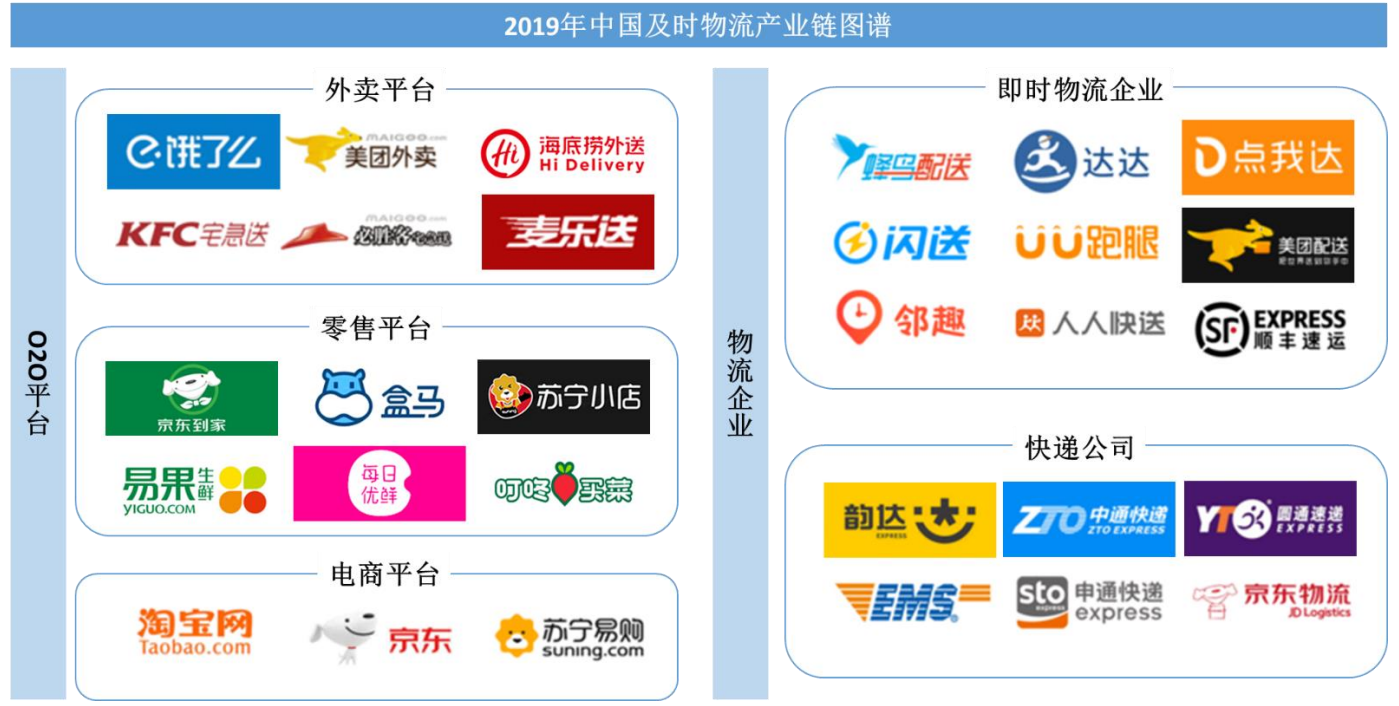 2019年中国及时物流产业链图谱
O2O平台
外卖平台
饿了么
MAIGOO.com
美团外卖
Hi
海底捞外送
Hi Delivery
KFC宅急送
MAIGOO.com
必胜客宅急送
麦乐送
零售平台
京东到家
盒马
suning
苏宁小店
易果生鲜
YIGUO.COM
每日
优鲜
叮咚买菜
电商平台
淘宝网
Taobao.com
京东
苏宁易购
suning.com
物流企业
即时物流企业
蜂鸟配送
达达
点我达
闪送
UU跑腿
美团配送
邻趣
人人快送
SF EXPRESS
顺丰速运
快递公司
韵达
EXPRESS
ZTO 中通快递
ZTO EXPRESS
YTO 圆通速递
EXPRESS
EMS
sto 申通快递
express express
京东物流
JD Logistics